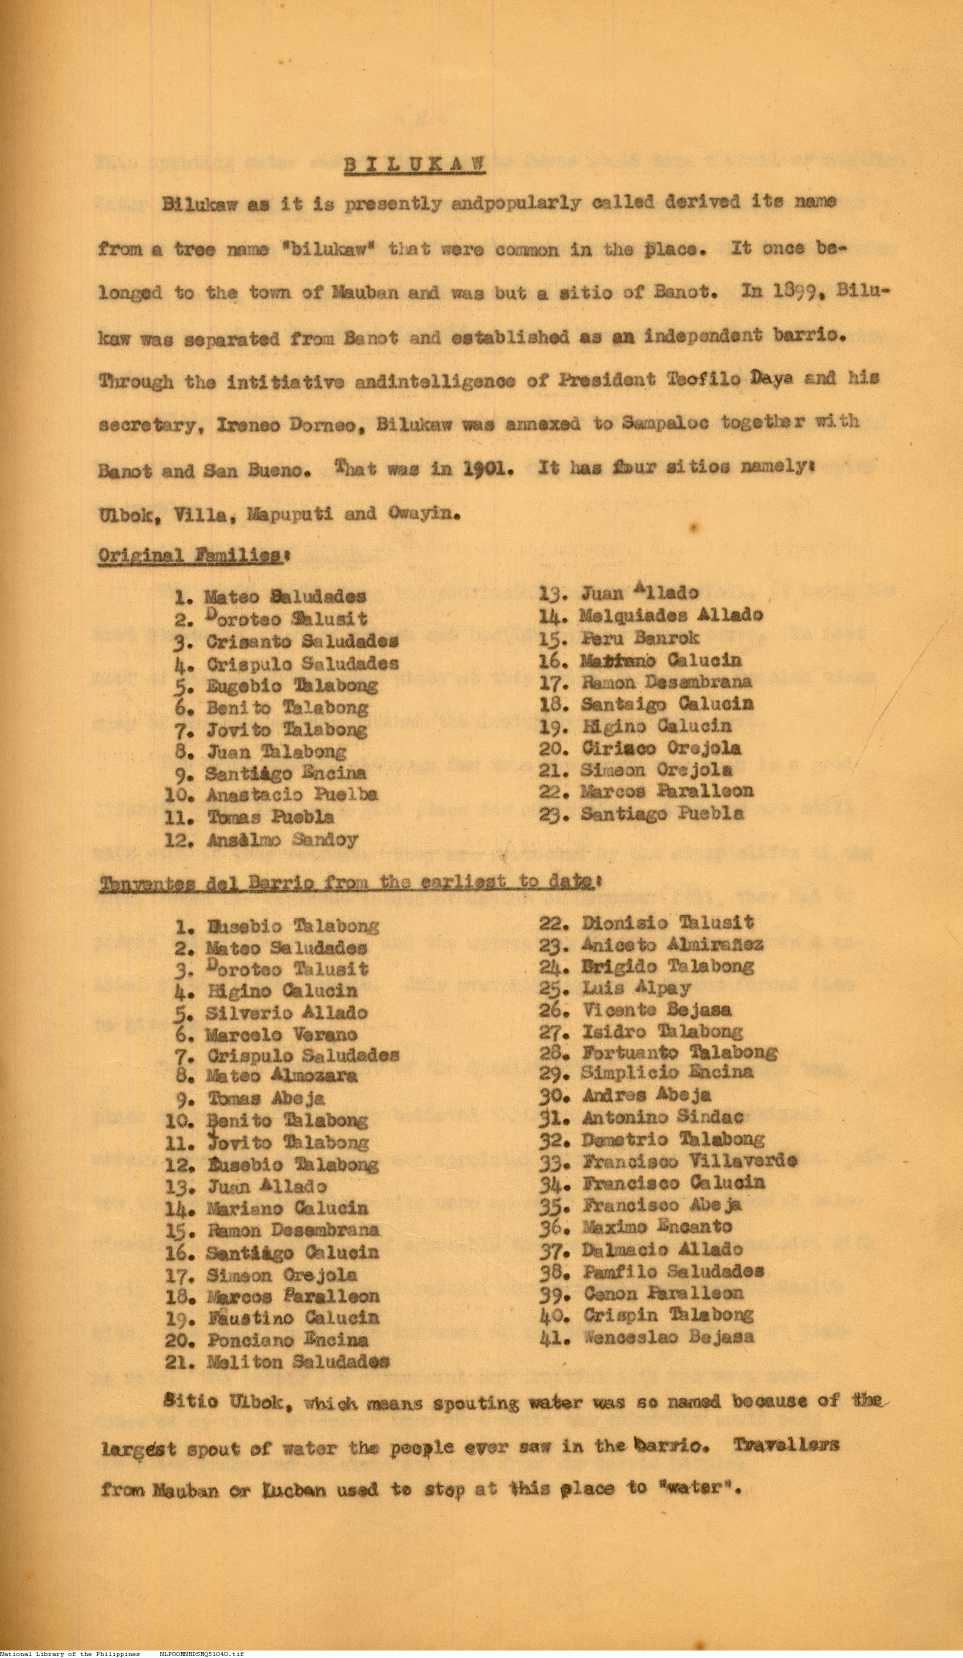 BILUKAW
Bilukaw as it is presently andpopularly called derived its name
from a tree name "bilukaw" that were common in the place. It once be-
longed to the town of Mauban and was but a sitio of Banot. In 1899, Bilu-
kaw was separated from Banot and established as an independent barrio.
Through the intitiative andintelligence of President Teofilo Daya and his
secretary, Ireneo Dorneo, Bilukaw was annexed to Sampaloc together with
Banot and San Bueno. That was in 1901. It has four sitios namely:
Ulbok, Villa, Mapuputi and Owayin.
Original Families:
1. Mateo Saludades
2. Doroteo Talusit
3. Crisanto Saludades
4. Crispulo Saludades
5. Eugebio Talabong
6. Benito Talabong
7. Jovito Talabong
8. Juan Talabong
9. Santiago Encina
10. Anastacio Puelba
11. Tomas Puebla
12. Anselmo Sandoy
13. Juan Allado
14. Melquiades Allado
15. Peru Banrok
16. Mariano Calucin
17. Ramon Desembrana
18. Santaigo Calucin
19. Higino Calucin
20. Ciriaco Orejola
21. Simeon Orejola
22. Marcos Paralleon
23. Santiago Puebla
Tenyentes del Barrio from the earliest to date:
1. Eusebio Talabong
2. Mateo Saludades
3. Doroteo Talusit
4. Higino Calucin
5. Silverio Allado
6. Marcelo Verano
7. Crispulo Saludades
8. Mateo Almozara
9. Tomas Abeja
10. Benito Talabong
11. Jovito Talabong
12. Eusebio Talabong
13. Juan Allado
14. Mariano Calucin
15. Ramon Desembrana
16. Santiago Calucin
17. Simeon Orejola
18. Marcos Paralleon
19. Faustino Calucin
20. Ponciano Encina
21. Meliton Saludades
22. Dionisio Talusit
23. Aniceto Almirañez
24. Brigido Talabong
25. Luis Alpay
26. Vicente Bejasa
27. Isidro Talabong
28. Fortuanto Talabong
29. Simplicio Encina
30. Andres Abeja
31. Antonino Sindac
32. Demetrio Talabong
33. Francisco Villaverde
34. Francisco Calucin
35. Francisco Abeja
36. Maximo Encanto
37. Dalmacio Allado
38. Pamfilo Saludades
39. Cenon Paralleon
40. Crispin Talabong
41. Wenceslao Bejasa
Sitio Ulbok, which means spouting water was so named because of the
largest spout of water the people ever saw in the barrio. Travellers
from Mauban or Lucban used to stop at this place to "water".
National Library of the Philippines NLPOOMNHDSMQ51040.tif